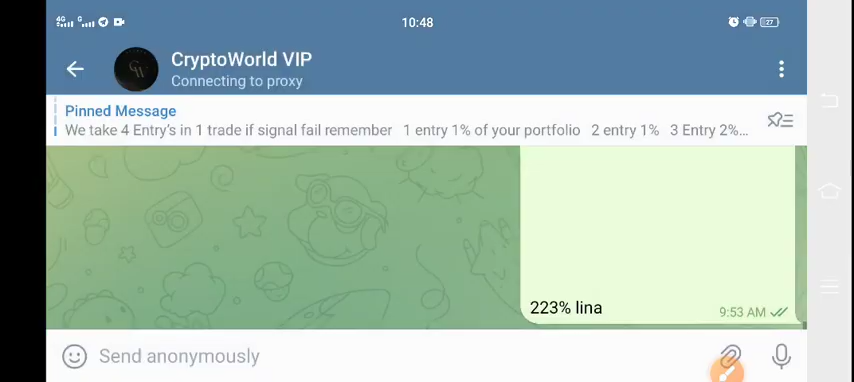 4G G 10:48 27
CryptoWorld VIP
Connecting to proxy
Pinned Message
We take 4 Entry's in 1 trade if signal fail remember 1 entry 1% of your portfolio 2 entry 1% 3 Entry 2%...
223% lina
9:53 AM
Send anonymously